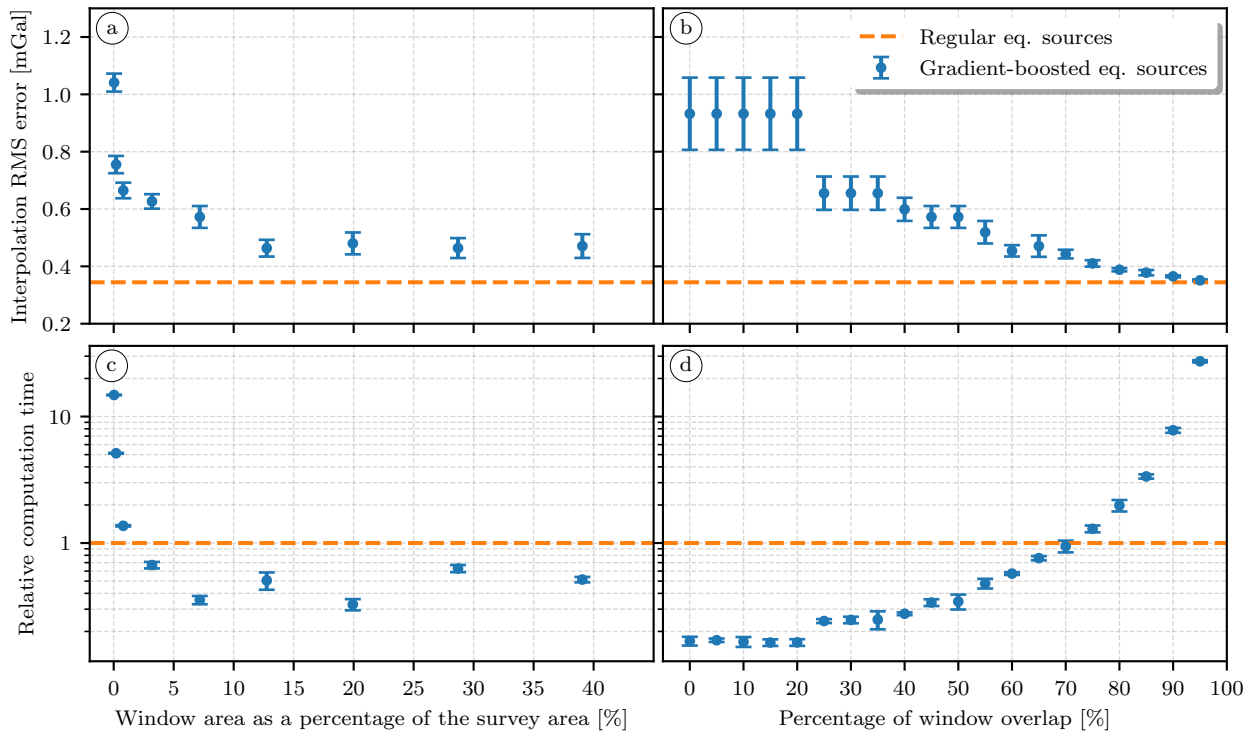 a
b
Regular eq. sources
Gradient-boosted eq. sources
Interpolation RMS error [mGal]
1.2
1.0
0.8
0.6
0.4
0.2
c
d
Relative computation time
10
1
0 5 10 15 20 25 30 35 40
0 10 20 30 40 50 60 70 80 90 100
Window area as a percentage of the survey area [%]
Percentage of window overlap [%]